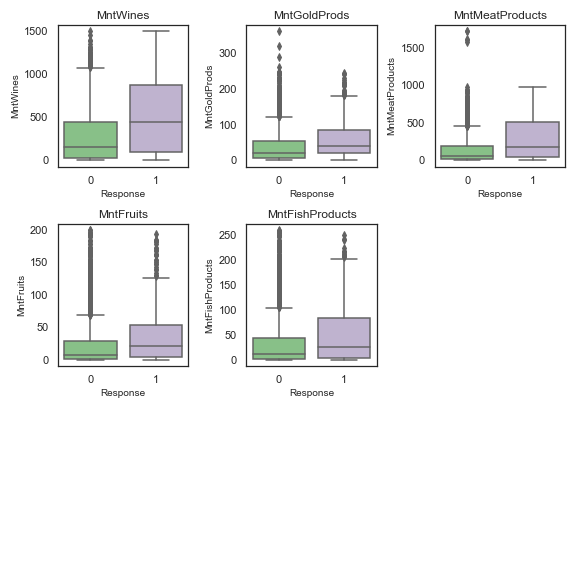 MntWines
MntWines
1500
1000
500
0
0 1
Response
MntGoldProds
MntGoldProds
300
200
100
0
0 1
Response
MntMeatProducts
MntMeatProducts
1500
1000
500
0
0 1
Response
MntFruits
MntFruits
200
150
100
50
0
0 1
Response
MntFishProducts
MntFishProducts
250
200
150
100
50
0
0 1
Response